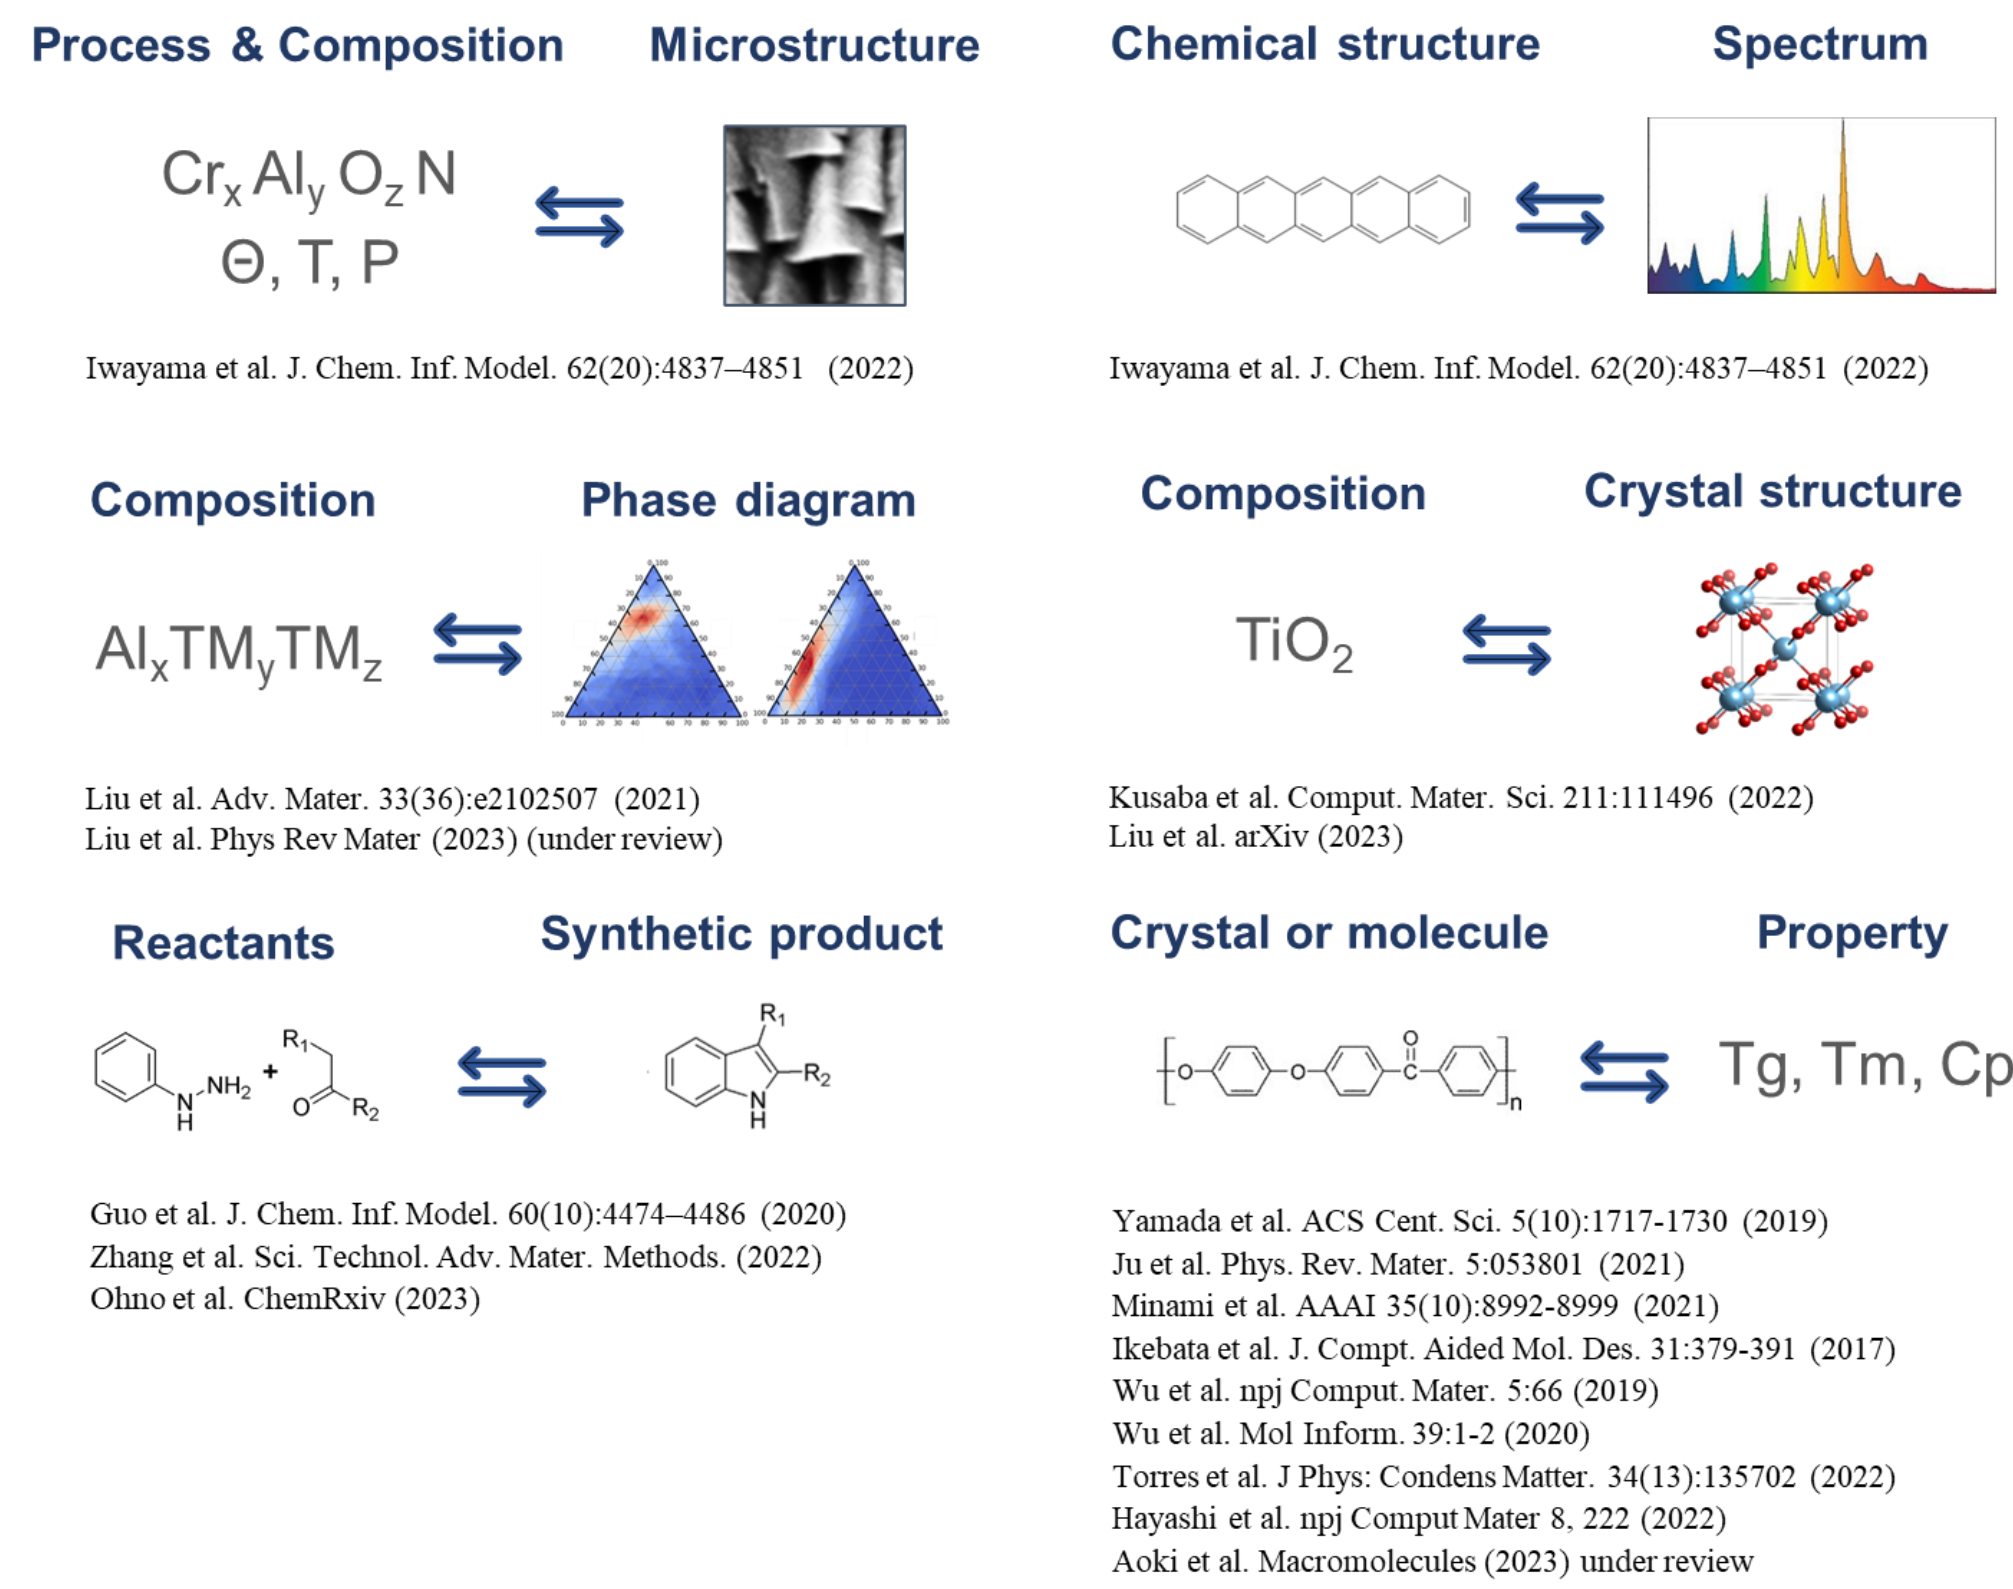 Process & Composition
Microstructure
CrₓAlyOzN
Θ, T, P
Iwayama et al. J. Chem. Inf. Model. 62(20):4837–4851 (2022)
Chemical structure
Spectrum
Iwayama et al. J. Chem. Inf. Model. 62(20):4837–4851 (2022)
Composition
Phase diagram
AlₓTMyTMz
Liu et al. Adv. Mater. 33(36):e2102507 (2021)
Liu et al. Phys Rev Mater (2023) (under review)
Composition
Crystal structure
TiO₂
Kusaba et al. Comput. Mater. Sci. 211:111496 (2022)
Liu et al. arXiv (2023)
Reactants
Synthetic product
N
H
NH₂
+
R₁
O
R₂
R₁
R₂
N
H
Guo et al. J. Chem. Inf. Model. 60(10):4474–4486 (2020)
Zhang et al. Sci. Technol. Adv. Mater. Methods. (2022)
Ohno et al. ChemRxiv (2023)
Crystal or molecule
Property
O
O
O
C
n
Tg, Tm, Cp
Yamada et al. ACS Cent. Sci. 5(10):1717-1730 (2019)
Ju et al. Phys. Rev. Mater. 5:053801 (2021)
Minami et al. AAAI 35(10):8992-8999 (2021)
Ikebata et al. J. Compt. Aided Mol. Des. 31:379-391 (2017)
Wu et al. npj Comput. Mater. 5:66 (2019)
Wu et al. Mol Inform. 39:1-2 (2020)
Torres et al. J Phys: Condens Matter. 34(13):135702 (2022)
Hayashi et al. npj Comput Mater 8, 222 (2022)
Aoki et al. Macromolecules (2023) under review